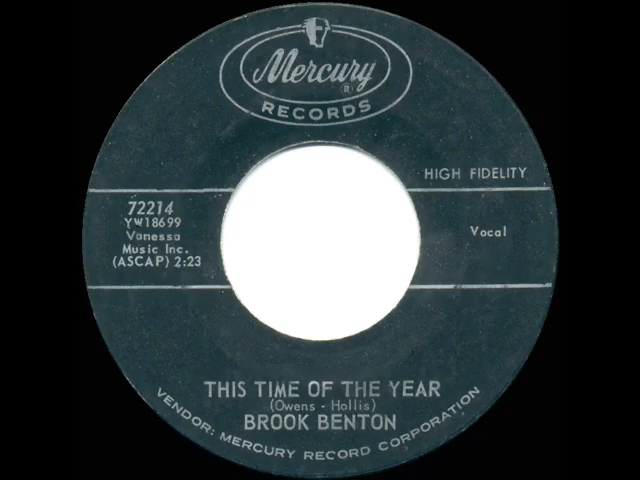 Mercury
®
RECORDS
HIGH FIDELITY
72214
YW18699
Vanessa
Music Inc.
(ASCAP) 2:23
Vocal
THIS TIME OF THE YEAR
(Owens - Hollis)
BROOK BENTON
VENDOR: MERCURY RECORD CORPORATION